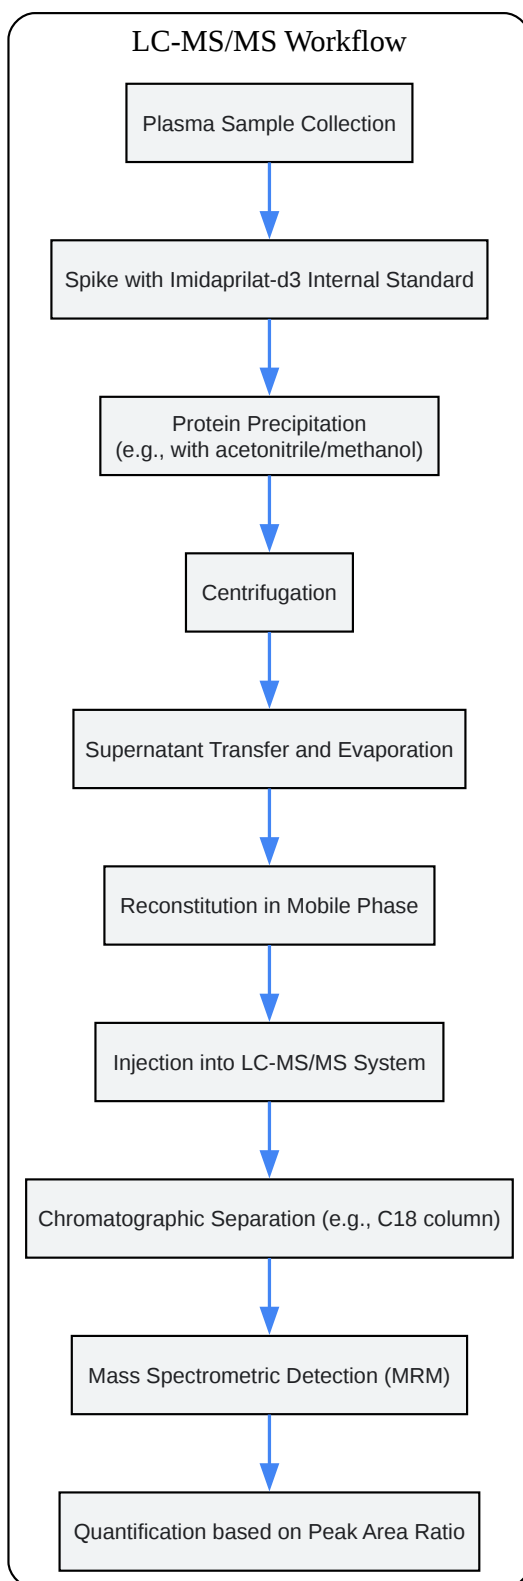 LC-MS/MS Workflow
Plasma Sample Collection
Spike with Imidaprilat-d3 Internal Standard
Protein Precipitation
(e.g., with acetonitrile/methanol)
Centrifugation
Supernatant Transfer and Evaporation
Reconstitution in Mobile Phase
Injection into LC-MS/MS System
Chromatographic Separation (e.g., C18 column)
Mass Spectrometric Detection (MRM)
Quantification based on Peak Area Ratio